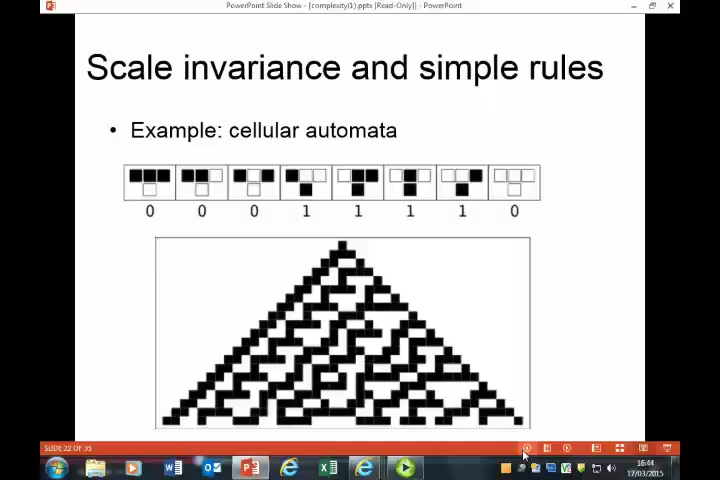 PowerPoint Slide Show - [complexity(1).pptx [Read-Only]] - PowerPoint
Scale invariance and simple rules
• Example: cellular automata
0 0 0 1 1 1 1 0
SLIDE 22 OF 35
16:44
17/03/2015